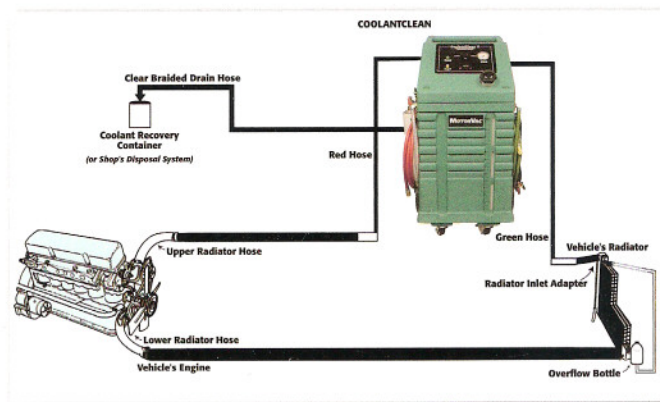 COOLANTCLEAN
Clear Braided Drain Hose
Coolant Recovery
Container
(or Shop's Disposal System)
MotorVac
Red Hose
Upper Radiator Hose
Green Hose
Vehicle's Radiator
Radiator Inlet Adapter
Lower Radiator Hose
Vehicle's Engine
Overflow Bottle